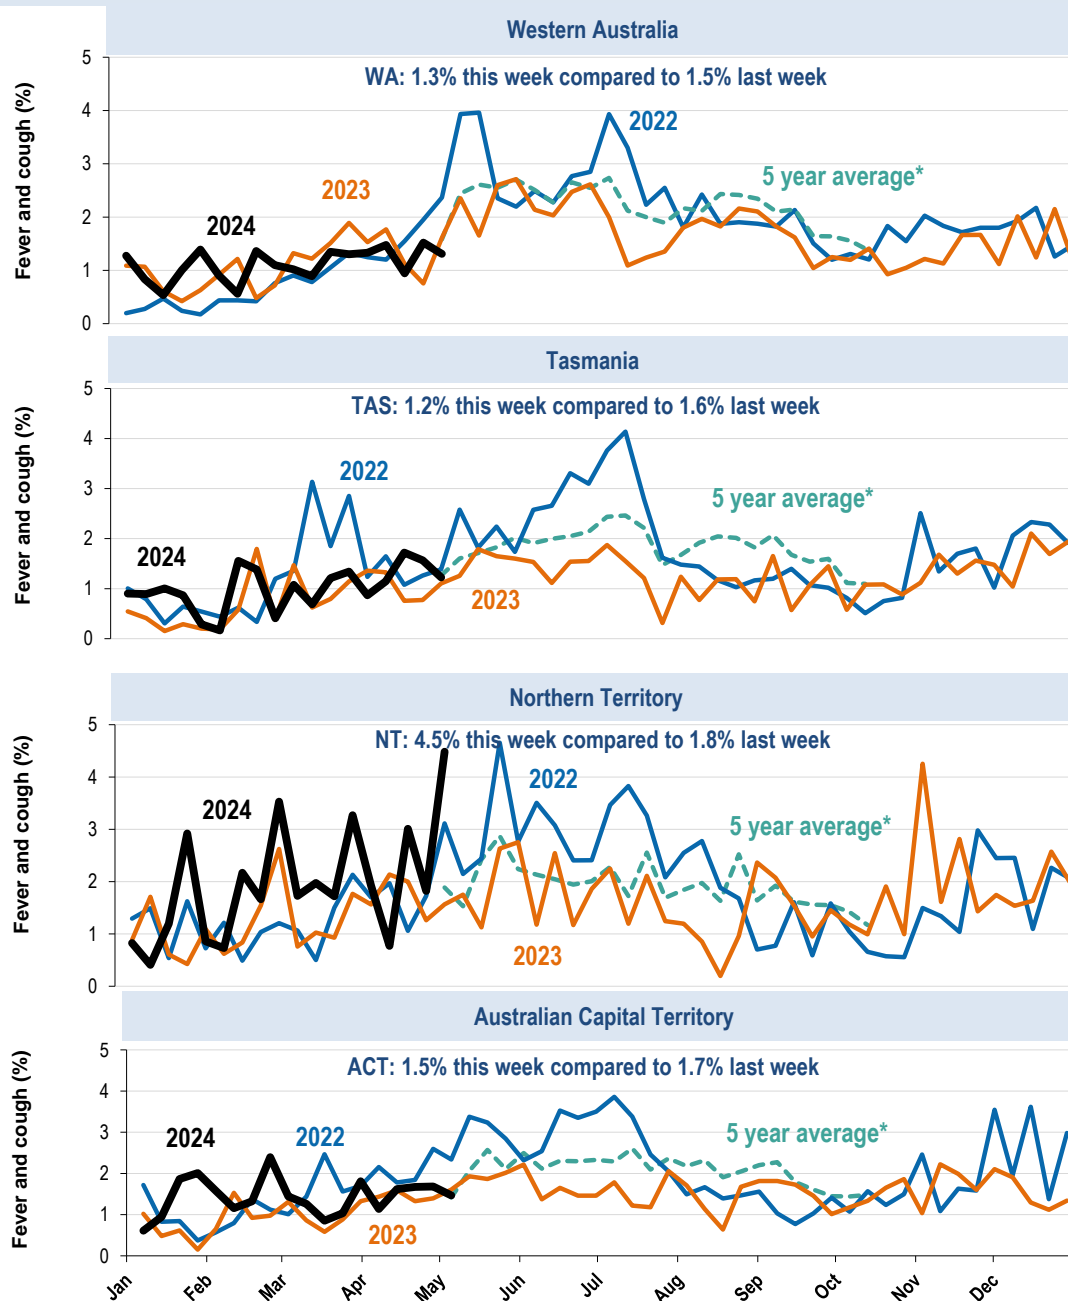 Western Australia
WA: 1.3% this week compared to 1.5% last week
Fever and cough (%)
5
4
3
2
1
0
2022
2023
2024
5 year average*
Tasmania
TAS: 1.2% this week compared to 1.6% last week
Fever and cough (%)
5
4
3
2
1
0
2022
2024
2023
5 year average*
Northern Territory
NT: 4.5% this week compared to 1.8% last week
Fever and cough (%)
5
4
3
2
1
0
2024
2022
2023
5 year average*
Australian Capital Territory
ACT: 1.5% this week compared to 1.7% last week
Fever and cough (%)
5
4
3
2
1
0
2024
2022
2023
5 year average*
Jan Feb Mar Apr May Jun Jul Aug Sep Oct Nov Dec